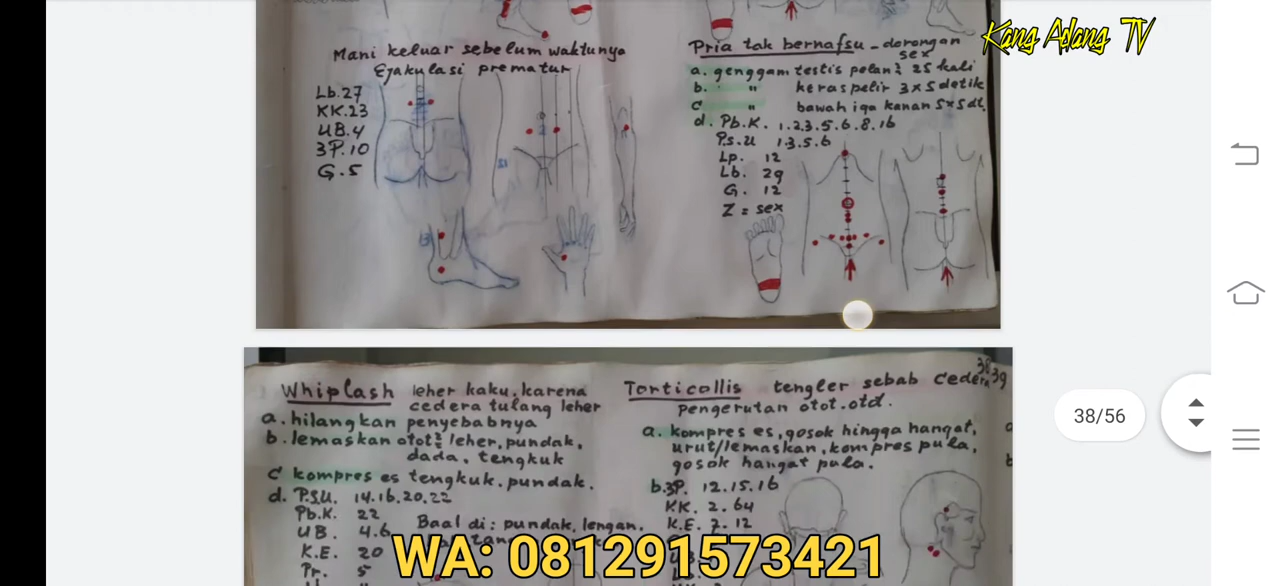 Kang Adang TV
Mani keluar sebelum waktunya
Ejakulasi prematur
Lb.27
KK.23
UB.4
3P.10
G.5
Pria tak bernafsu - dorongan
sex
a. genggam testis pelan² 25 kali
b. " keras pelir 3x5 detik
c " bawah iga kanan 5x5 dt.
d. Pb.K. 1.2.3.5.6.8.16
P.s.U 1.3.5.6
Lp. 12
Lb. 29
G. 12
Z = sex
38/56
38
39
Whiplash leher kaku, karena
cedera tulang leher
a. hilangkan penyebabnya
b. lemaskan otot² leher, pundak,
dada, tengkuk
c kompres es tengkuk, pundak.
d. P.S.U. 14.16.20.22
Pb.K. 22
UB. 4.6
K.E. 20
Pr. 5
Baal di: pundak, lengan.
Torticollis tengler sebab cedera
pengerutan otot.otd.
a. kompres es, gosok hingga hangat,
urut/lemaskan, kompres pula,
gosok hangat pula.
b. 3P. 12.15.16
KK. 2.64
K.E. 7.12
WA: 081291573421